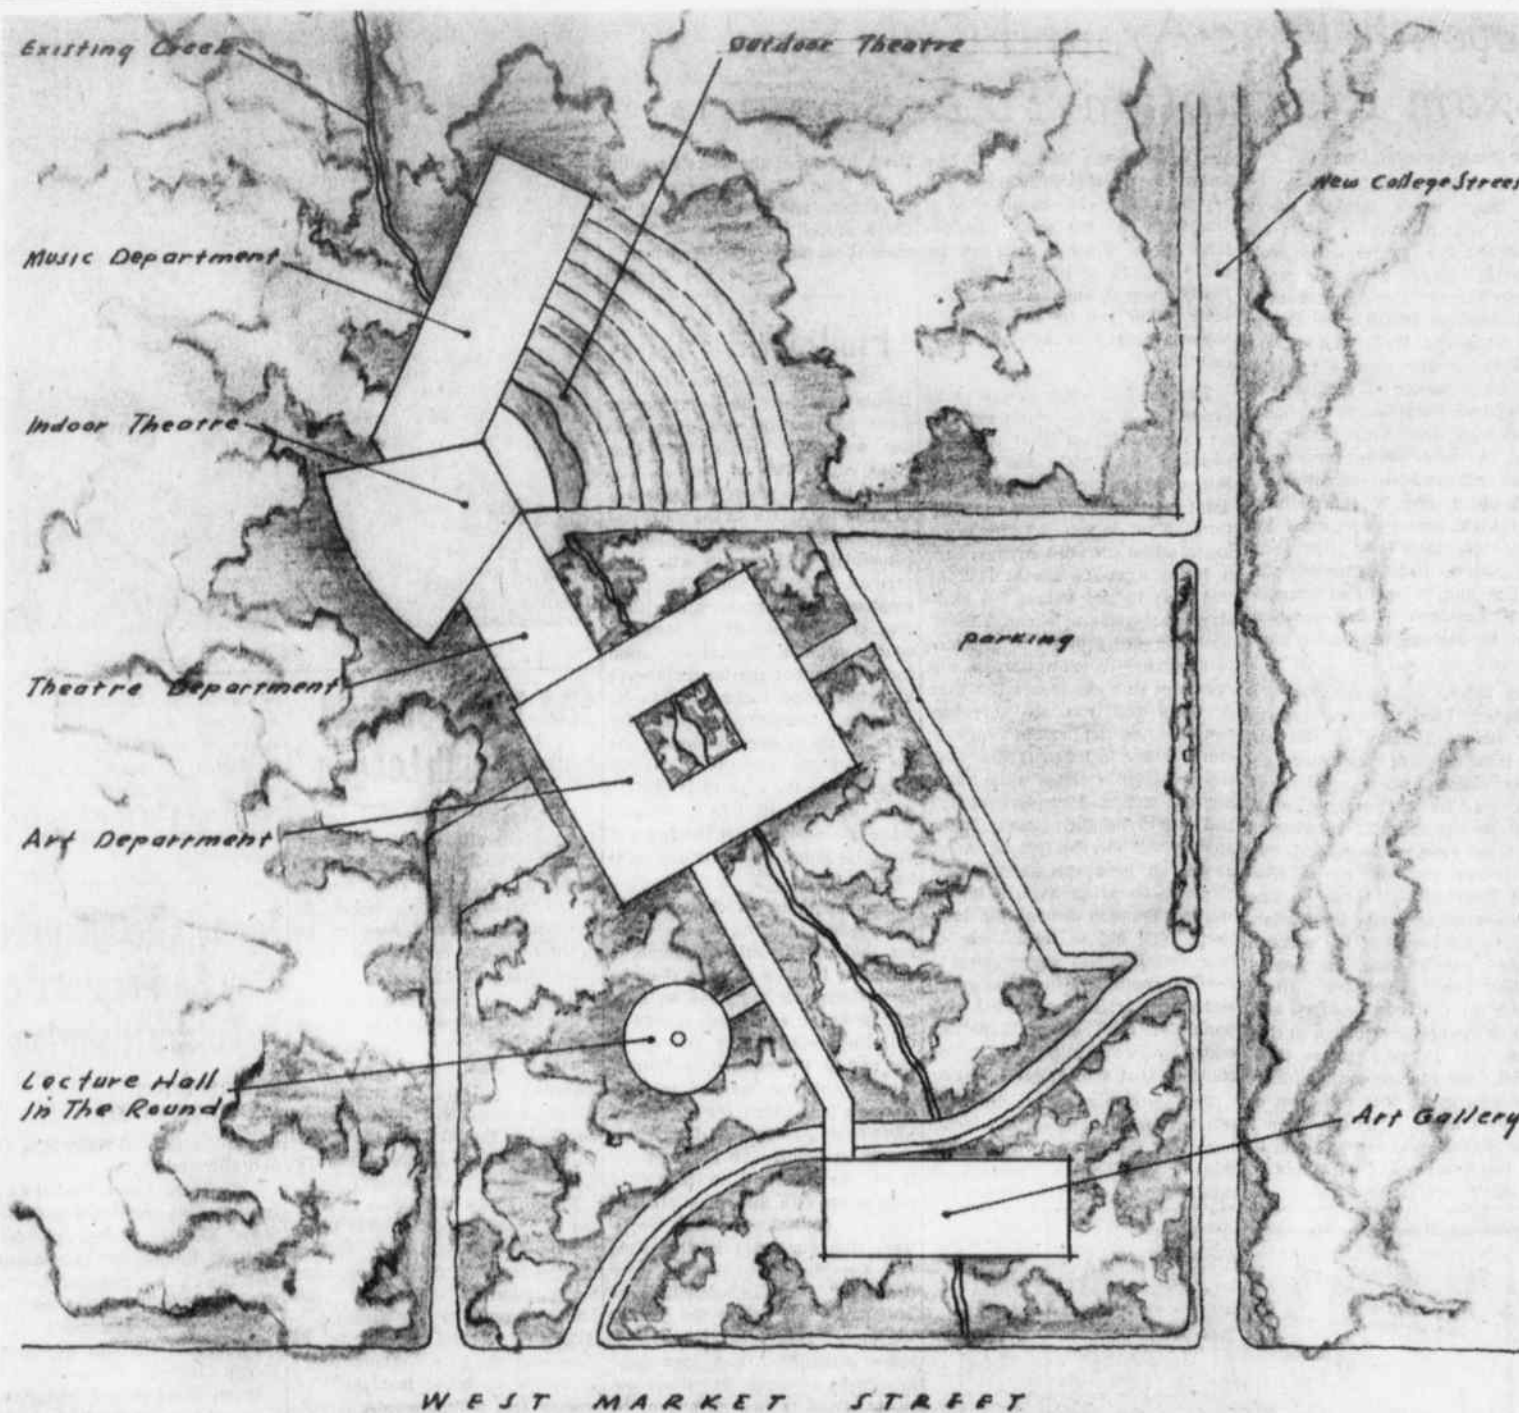 Existing Creek
Outdoor Theatre
New College Street
Music Department
Indoor Theatre
parking
Theatre Department
Art Department
Lecture Hall
In The Round
Art Gallery
WEST MARKET STREET